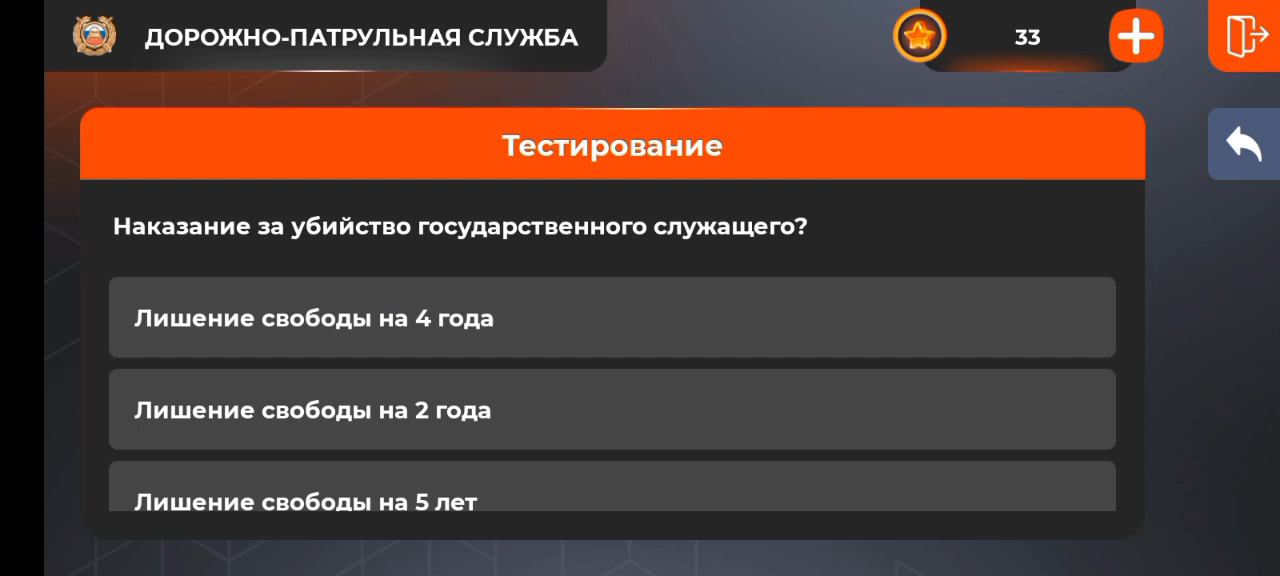 ДОРОЖНО-ПАТРУЛЬНАЯ СЛУЖБА
33
Тестирование
Наказание за убийство государственного служащего?
Лишение свободы на 4 года
Лишение свободы на 2 года
Лишение свободы на 5 лет